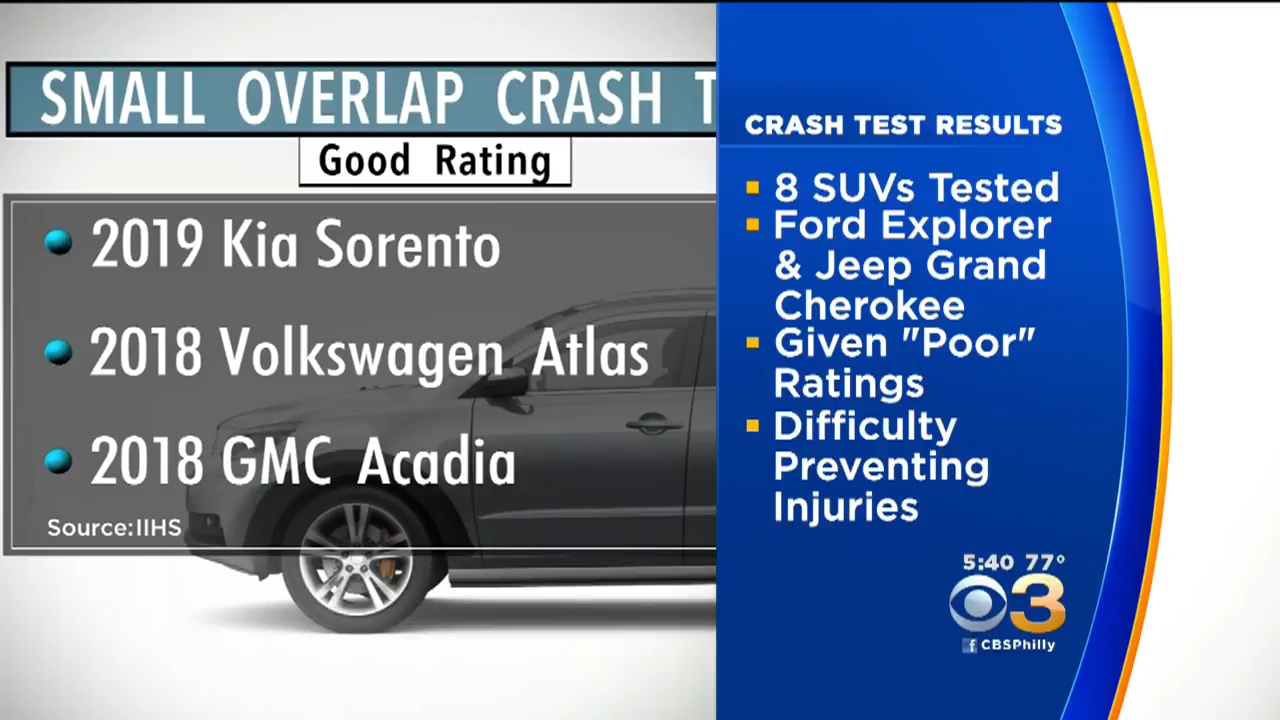 SMALL OVERLAP CRASH T
Good Rating
2019 Kia Sorento
2018 Volkswagen Atlas
2018 GMC Acadia
Source:IIHS
CRASH TEST RESULTS
8 SUVs Tested
Ford Explorer
& Jeep Grand
Cherokee
Given "Poor"
Ratings
Difficulty
Preventing
Injuries
5:40 77°
3
f CBSPhilly